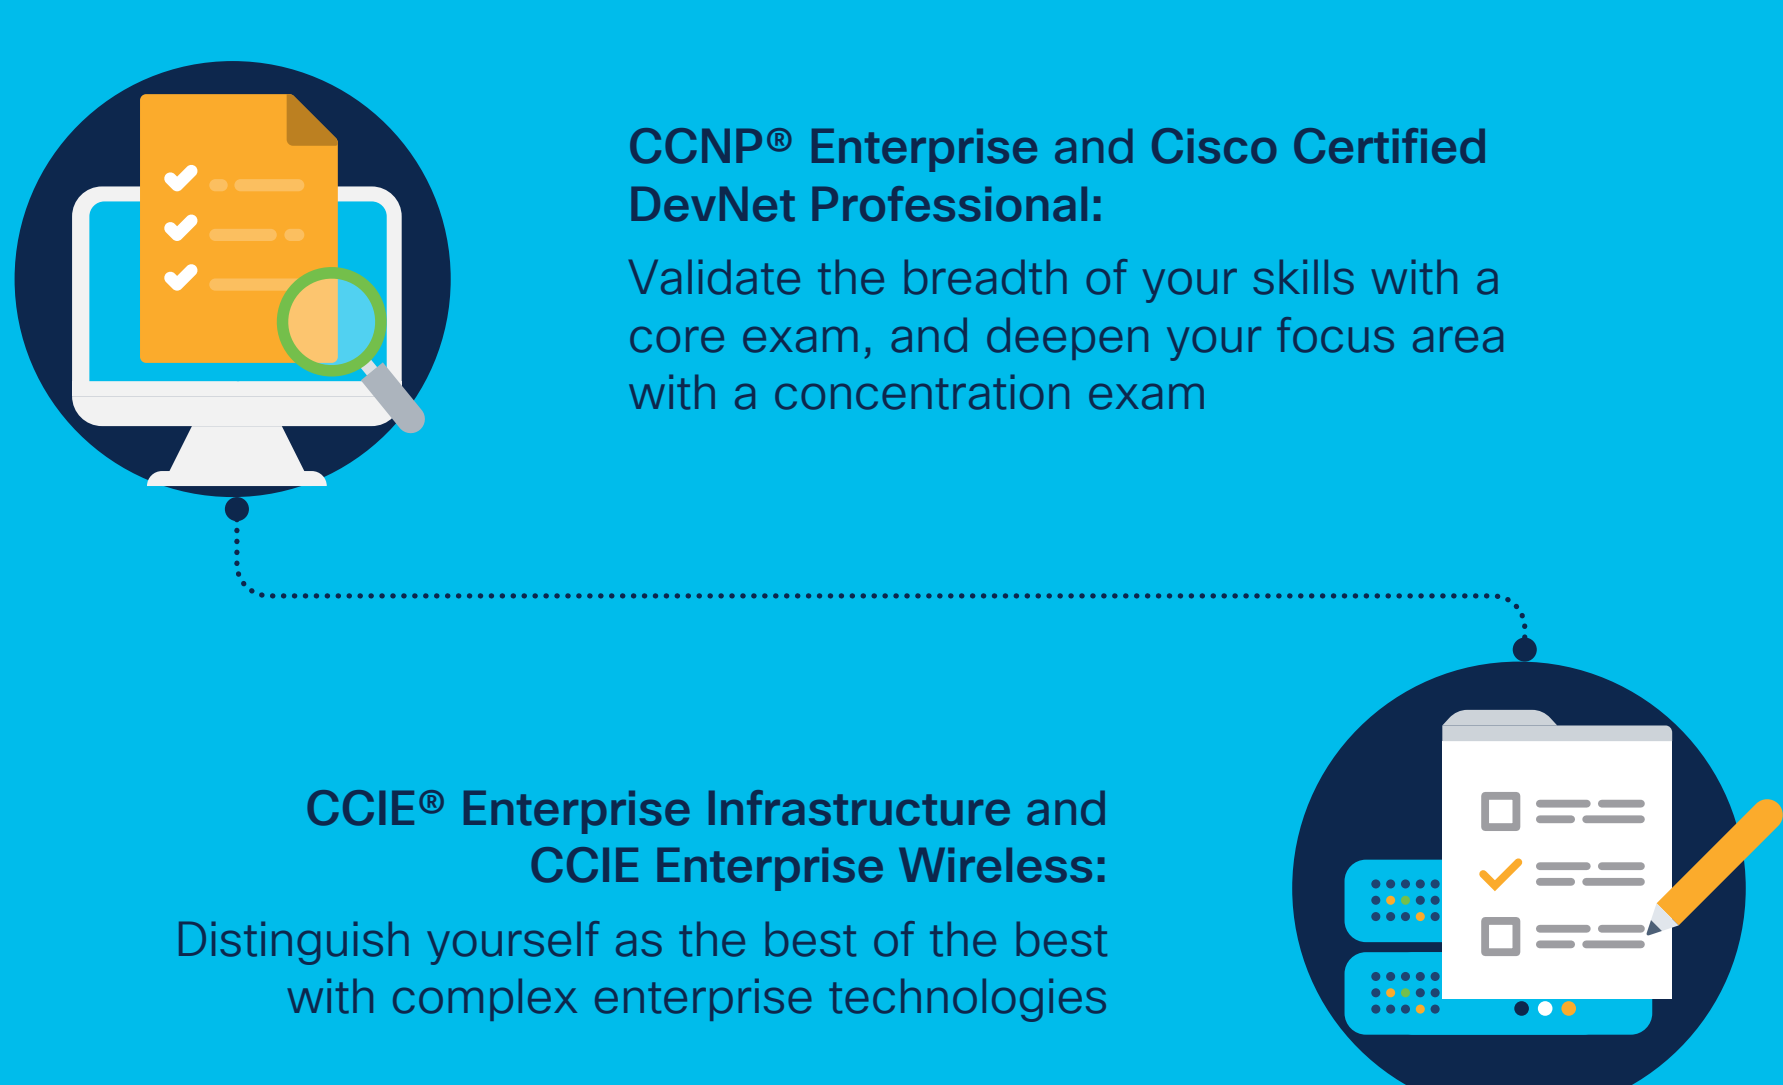 CCNP® Enterprise and Cisco Certified
DevNet Professional:
Validate the breadth of your skills with a
core exam, and deepen your focus area
with a concentration exam
CCIE® Enterprise Infrastructure and
CCIE Enterprise Wireless:
Distinguish yourself as the best of the best
with complex enterprise technologies